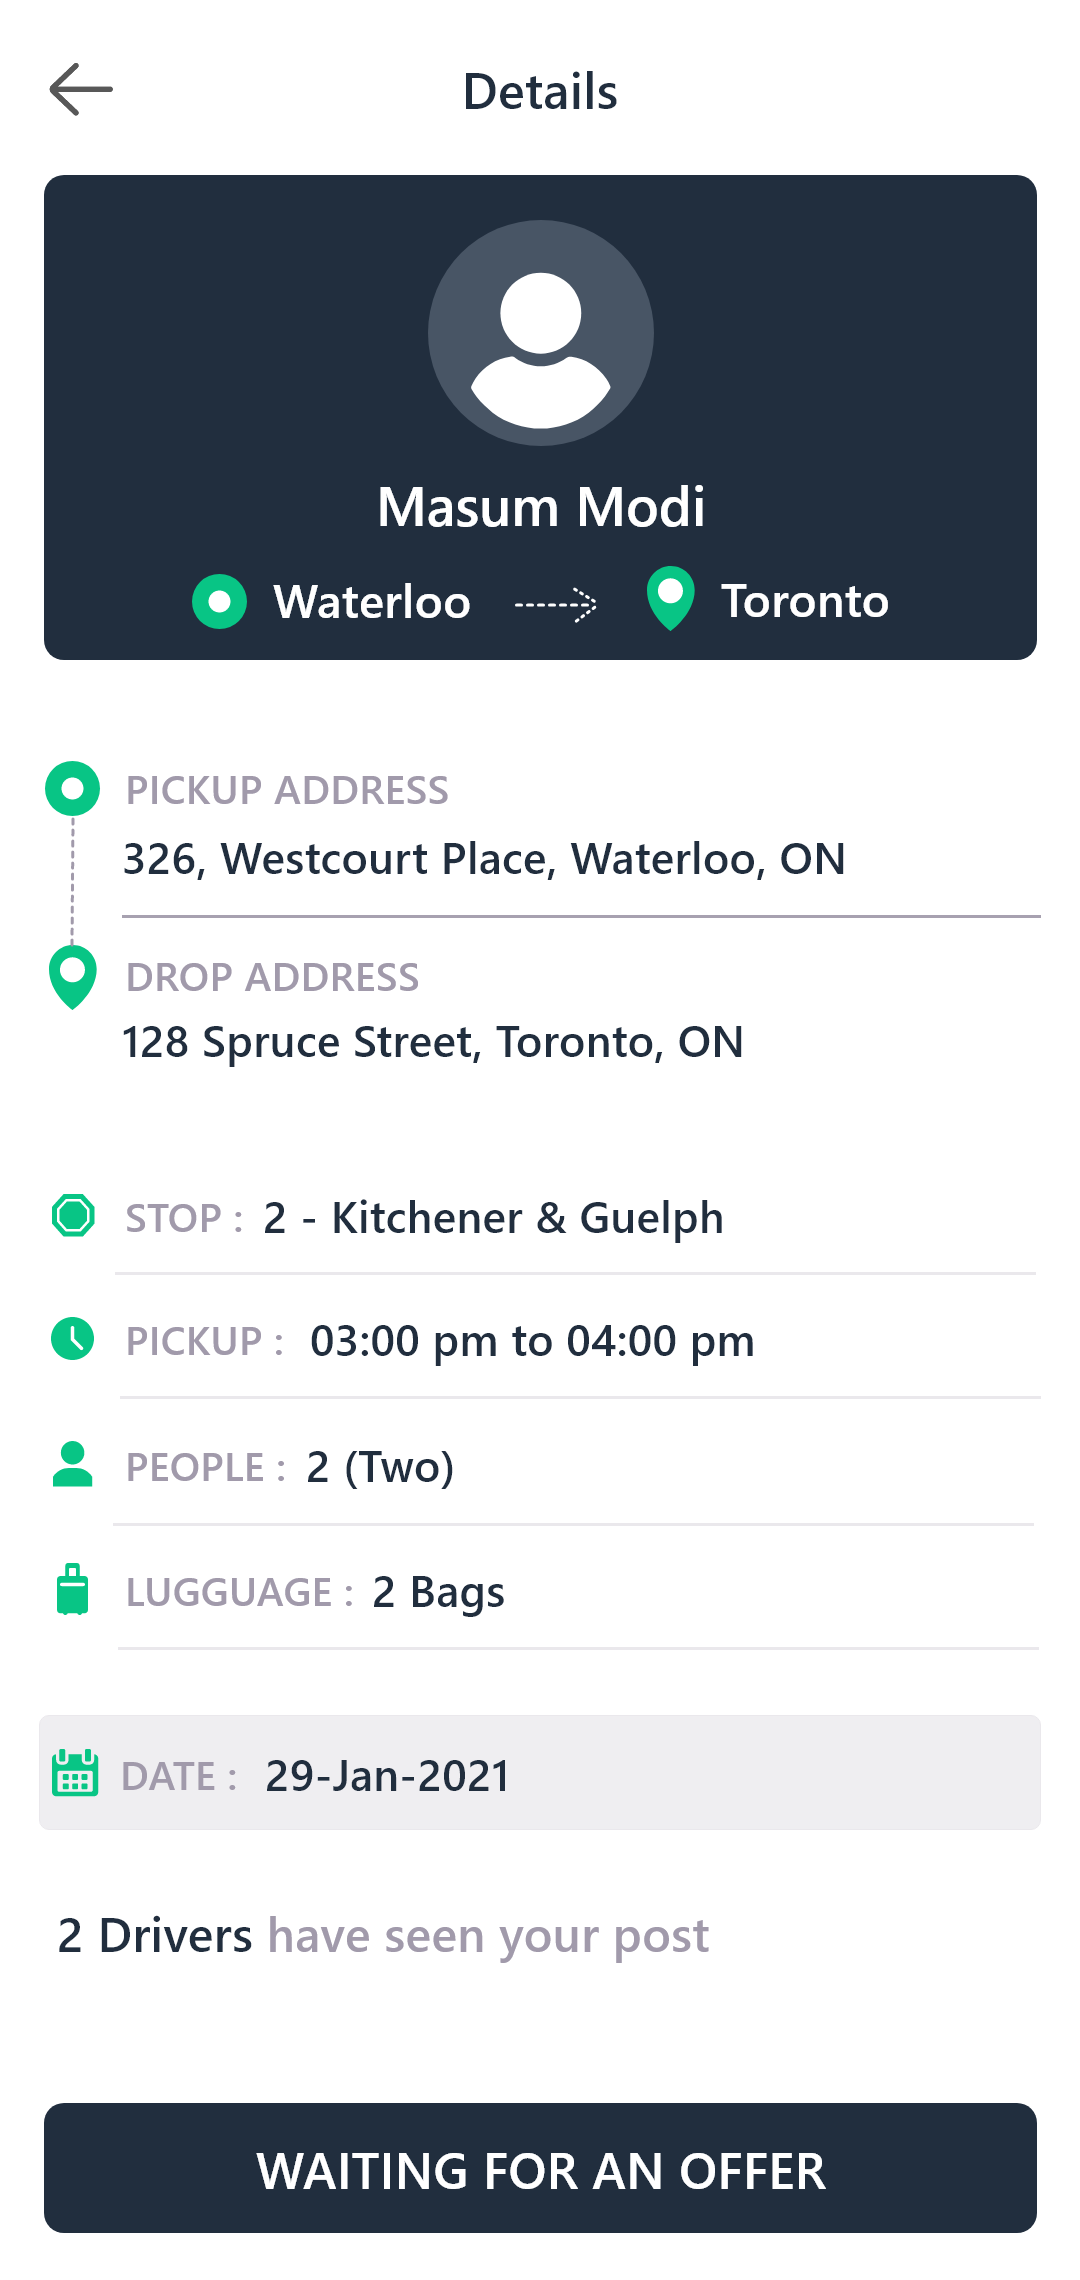 Details
Masum Modi
Waterloo Toronto
PICKUP ADDRESS
326, Westcourt Place, Waterloo, ON
DROP ADDRESS
128 Spruce Street, Toronto, ON
STOP : 2 - Kitchener & Guelph
PICKUP : 03:00 pm to 04:00 pm
PEOPLE : 2 (Two)
LUGGUAGE : 2 Bags
DATE : 29-Jan-2021
2 Drivers have seen your post
WAITING FOR AN OFFER